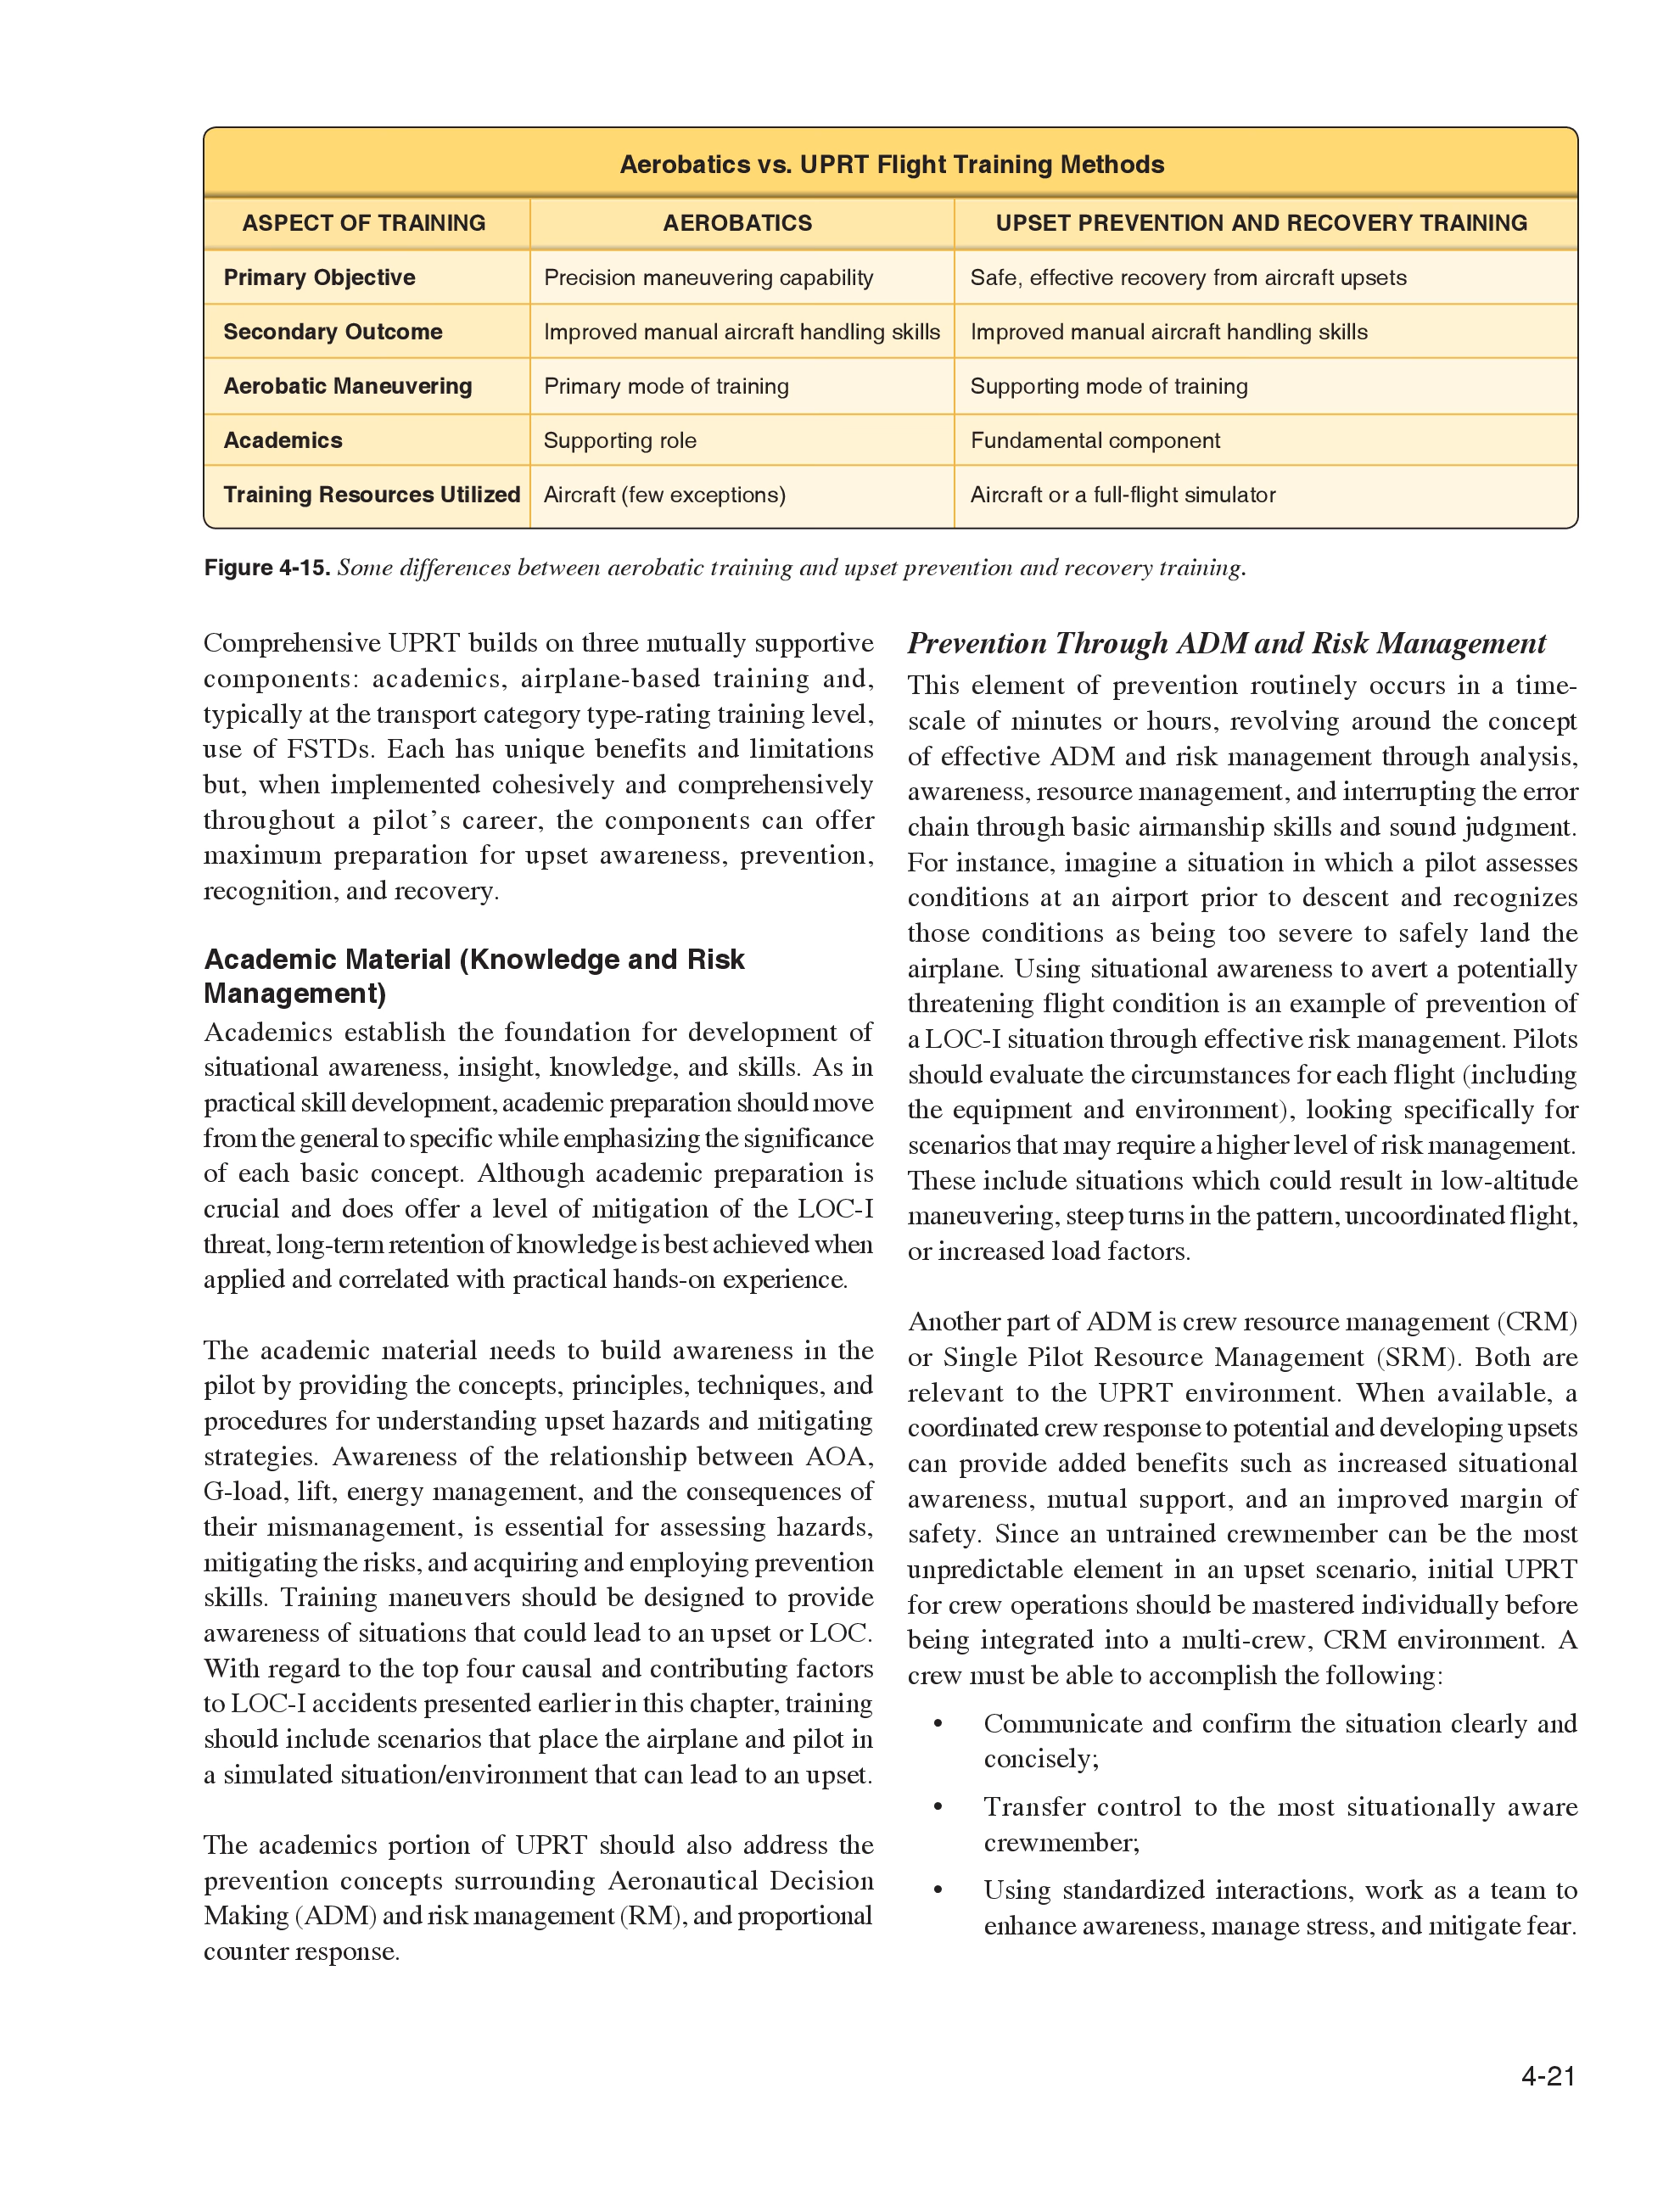 Aerobatics vs. UPRT Flight Training Methods
ASPECT OF TRAINING AEROBATICS UPSET PREVENTION AND RECOVERY TRAINING
Primary Objective Precision maneuvering capability Safe, effective recovery from aircraft upsets
Secondary Outcome Improved manual aircraft handling skills Improved manual aircraft handling skills
Aerobatic Maneuvering Primary mode of training Supporting mode of training
Academics Supporting role Fundamental component
Training Resources Utilized Aircraft (few exceptions) Aircraft or a full-flight simulator
Figure 4-15. Some differences between aerobatic training and upset prevention and recovery training.
Comprehensive UPRT builds on three mutually supportive
components: academics, airplane-based training and,
typically at the transport category type-rating training level,
use of FSTDs. Each has unique benefits and limitations
but, when implemented cohesively and comprehensively
throughout a pilot’s career, the components can offer
maximum preparation for upset awareness, prevention,
recognition, and recovery.
Academic Material (Knowledge and Risk
Management)
Academics establish the foundation for development of
situational awareness, insight, knowledge, and skills. As in
practical skill development, academic preparation should move
from the general to specific while emphasizing the significance
of each basic concept. Although academic preparation is
crucial and does offer a level of mitigation of the LOC-I
threat, long-term retention of knowledge is best achieved when
applied and correlated with practical hands-on experience.
The academic material needs to build awareness in the
pilot by providing the concepts, principles, techniques, and
procedures for understanding upset hazards and mitigating
strategies. Awareness of the relationship between AOA,
G-load, lift, energy management, and the consequences of
their mismanagement, is essential for assessing hazards,
mitigating the risks, and acquiring and employing prevention
skills. Training maneuvers should be designed to provide
awareness of situations that could lead to an upset or LOC.
With regard to the top four causal and contributing factors
to LOC-I accidents presented earlier in this chapter, training
should include scenarios that place the airplane and pilot in
a simulated situation/environment that can lead to an upset.
The academics portion of UPRT should also address the
prevention concepts surrounding Aeronautical Decision
Making (ADM) and risk management (RM), and proportional
counter response.
Prevention Through ADM and Risk Management
This element of prevention routinely occurs in a time-
scale of minutes or hours, revolving around the concept
of effective ADM and risk management through analysis,
awareness, resource management, and interrupting the error
chain through basic airmanship skills and sound judgment.
For instance, imagine a situation in which a pilot assesses
conditions at an airport prior to descent and recognizes
those conditions as being too severe to safely land the
airplane. Using situational awareness to avert a potentially
threatening flight condition is an example of prevention of
a LOC-I situation through effective risk management. Pilots
should evaluate the circumstances for each flight (including
the equipment and environment), looking specifically for
scenarios that may require a higher level of risk management.
These include situations which could result in low-altitude
maneuvering, steep turns in the pattern, uncoordinated flight,
or increased load factors.
Another part of ADM is crew resource management (CRM)
or Single Pilot Resource Management (SRM). Both are
relevant to the UPRT environment. When available, a
coordinated crew response to potential and developing upsets
can provide added benefits such as increased situational
awareness, mutual support, and an improved margin of
safety. Since an untrained crewmember can be the most
unpredictable element in an upset scenario, initial UPRT
for crew operations should be mastered individually before
being integrated into a multi-crew, CRM environment. A
crew must be able to accomplish the following:
• Communicate and confirm the situation clearly and
concisely;
• Transfer control to the most situationally aware
crewmember;
• Using standardized interactions, work as a team to
enhance awareness, manage stress, and mitigate fear.
4-21